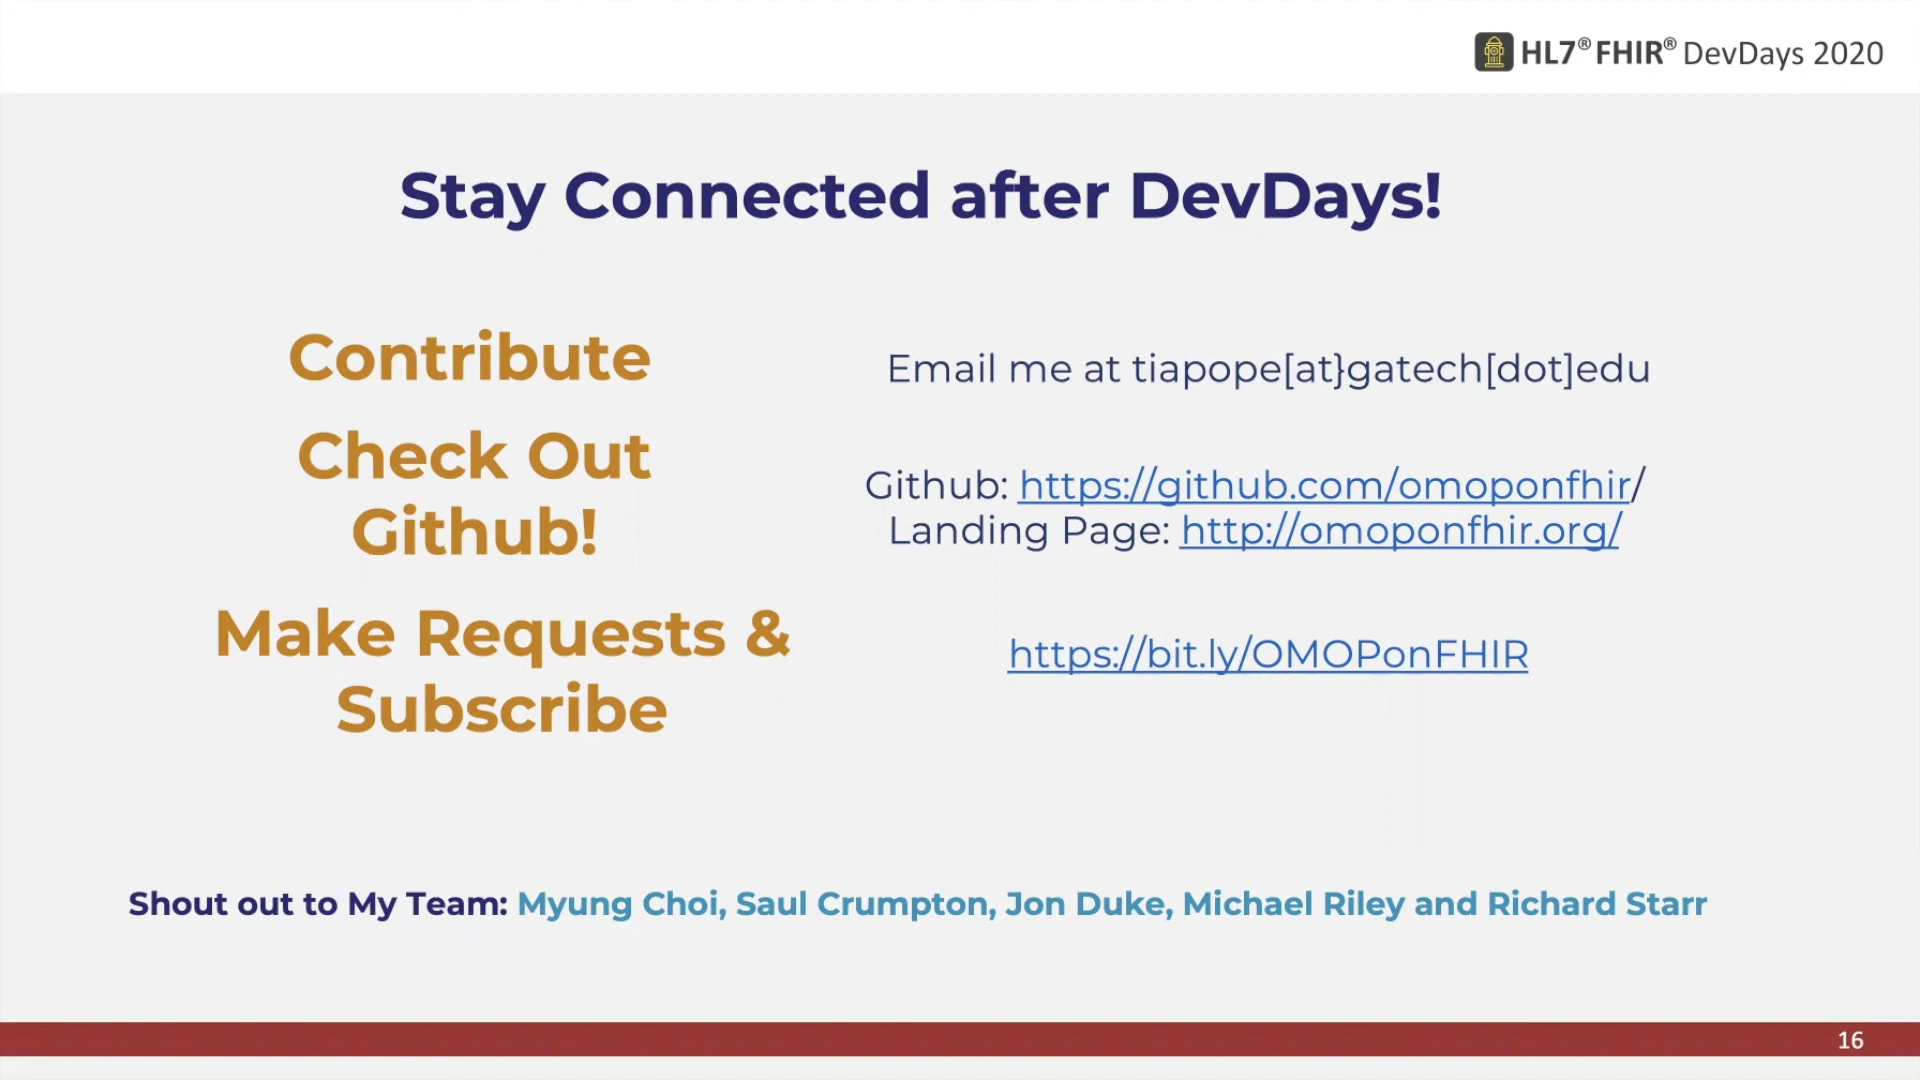 HL7® FHIR® DevDays 2020
Stay Connected after DevDays!
Contribute
Email me at tiapope[at}gatech[dot]edu
Check Out
Github!
Github: https://github.com/omoponfhir/
Landing Page: http://omoponfhir.org/
Make Requests &
Subscribe
https://bit.ly/OMOPonFHIR
Shout out to My Team: Myung Choi, Saul Crumpton, Jon Duke, Michael Riley and Richard Starr
16